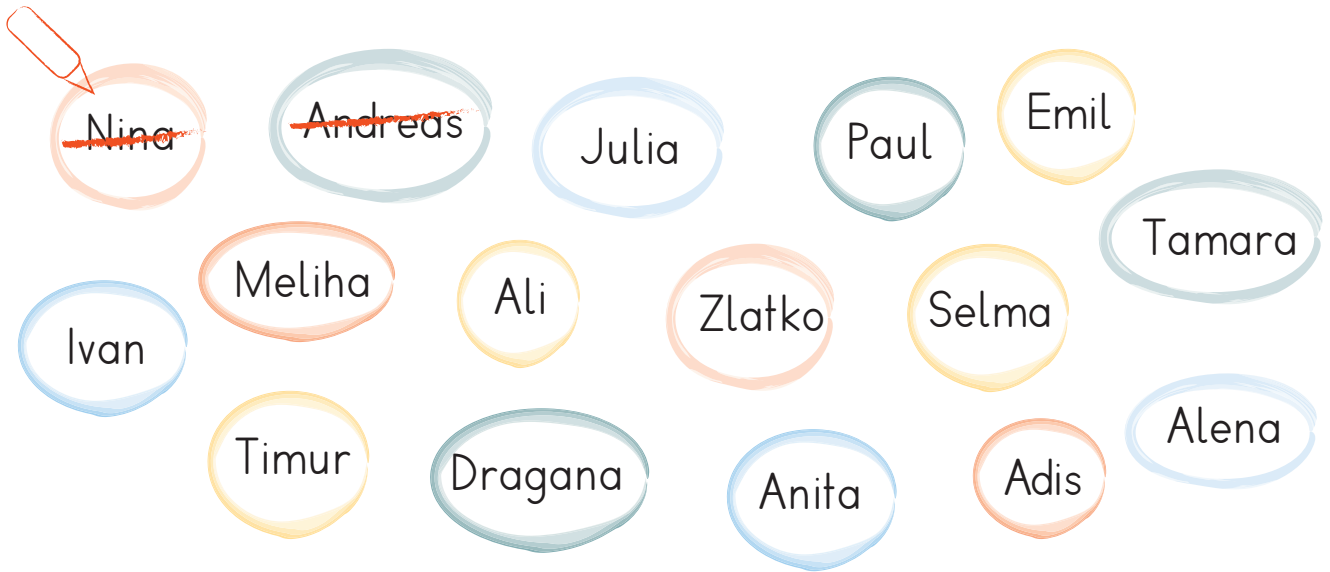 Nina
Andreas
Julia
Paul
Emil
Tamara
Meliha
Ali
Zlatko
Selma
Ivan
Timur
Dragana
Anita
Adis
Alena